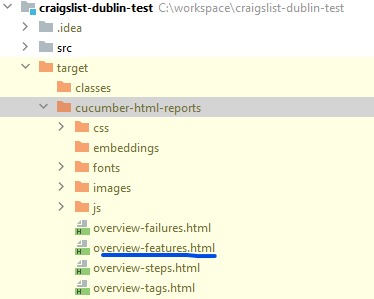 craigslist-dublin-test C:\workspace\craigslist-dublin-test
.idea
src
target
classes
cucumber-html-reports
css
embeddings
fonts
images
js
overview-failures.html
overview-features.html
overview-steps.html
overview-tags.html